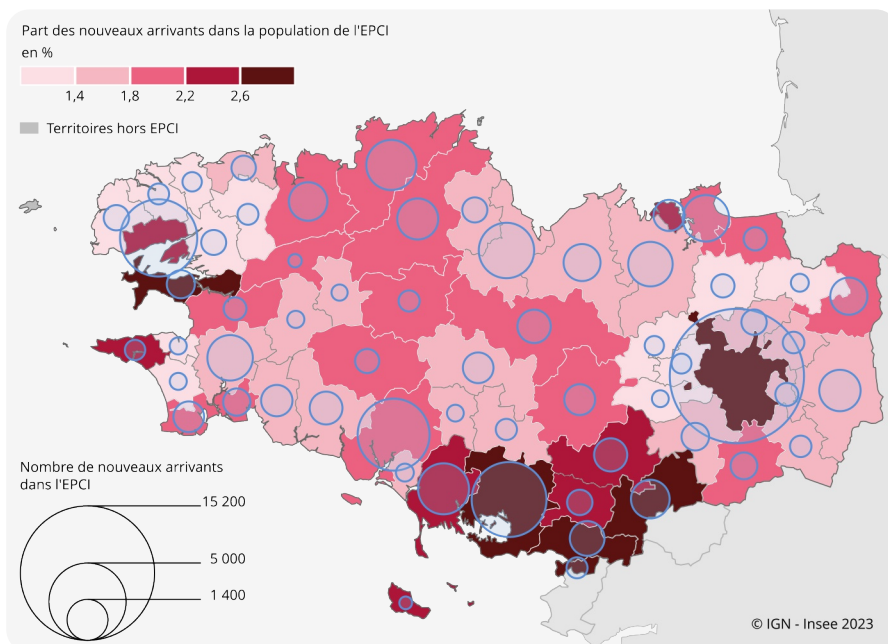 Part des nouveaux arrivants dans la population de l'EPCI
en %
1,4 1,8 2,2 2,6
Territoires hors EPCI
Nombre de nouveaux arrivants
dans l'EPCI
15 200
5 000
1 400
© IGN - Insee 2023